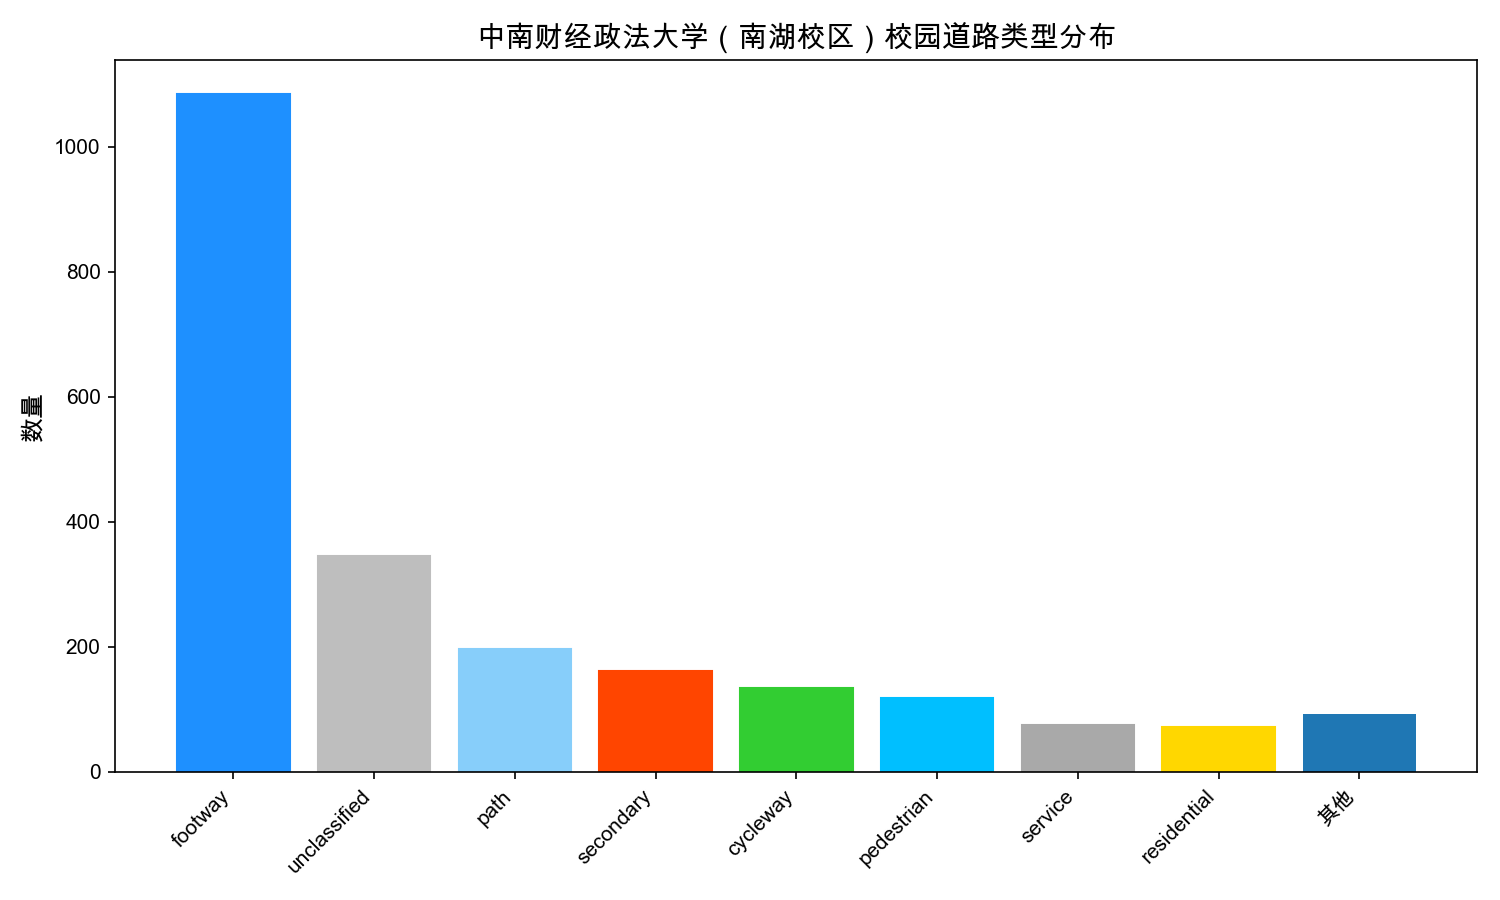 中南财经政法大学（南湖校区）校园道路类型分布
数量
1000
800
600
400
200
0
footway
unclassified
path
secondary
cycleway
pedestrian
service
residential
其他